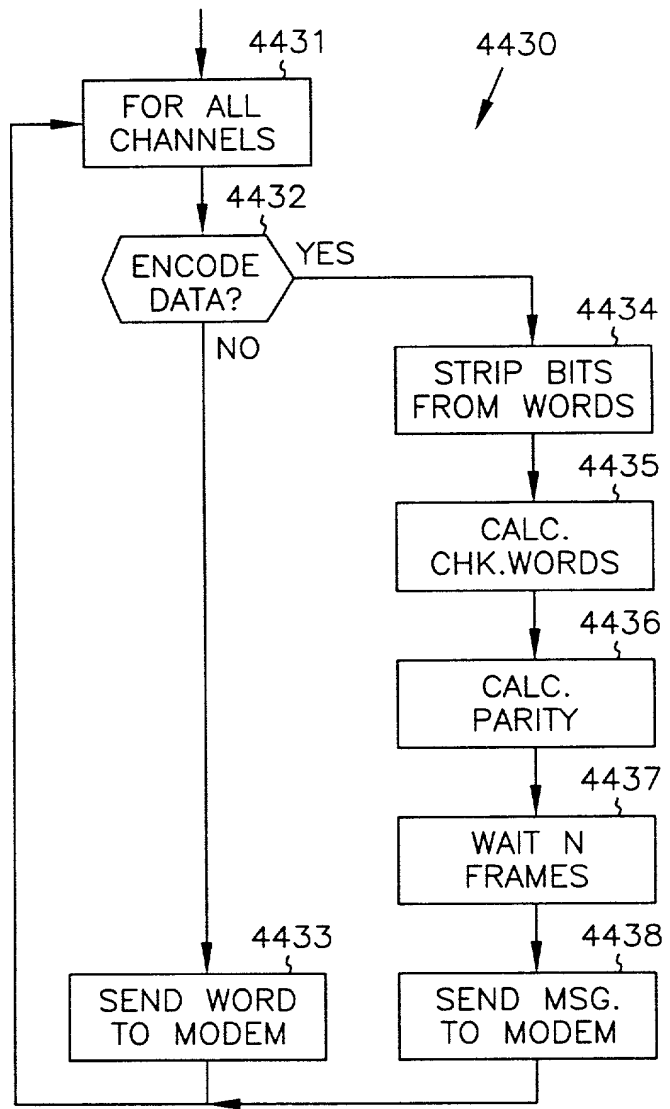 4431
4430
FOR ALL
CHANNELS
4432
ENCODE
DATA?
YES
NO
4434
STRIP BITS
FROM WORDS
4435
CALC.
CHK.WORDS
4436
CALC.
PARITY
4437
WAIT N
FRAMES
4433
SEND WORD
TO MODEM
4438
SEND MSG.
TO MODEM